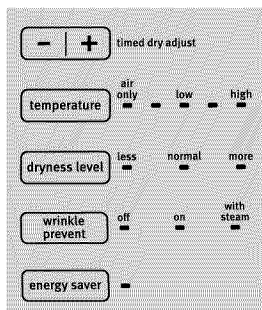 − | + timed dry adjust
air
only low high
temperature
less normal more
dryness level
with
off on steam
wrinkle
prevent
energy saver